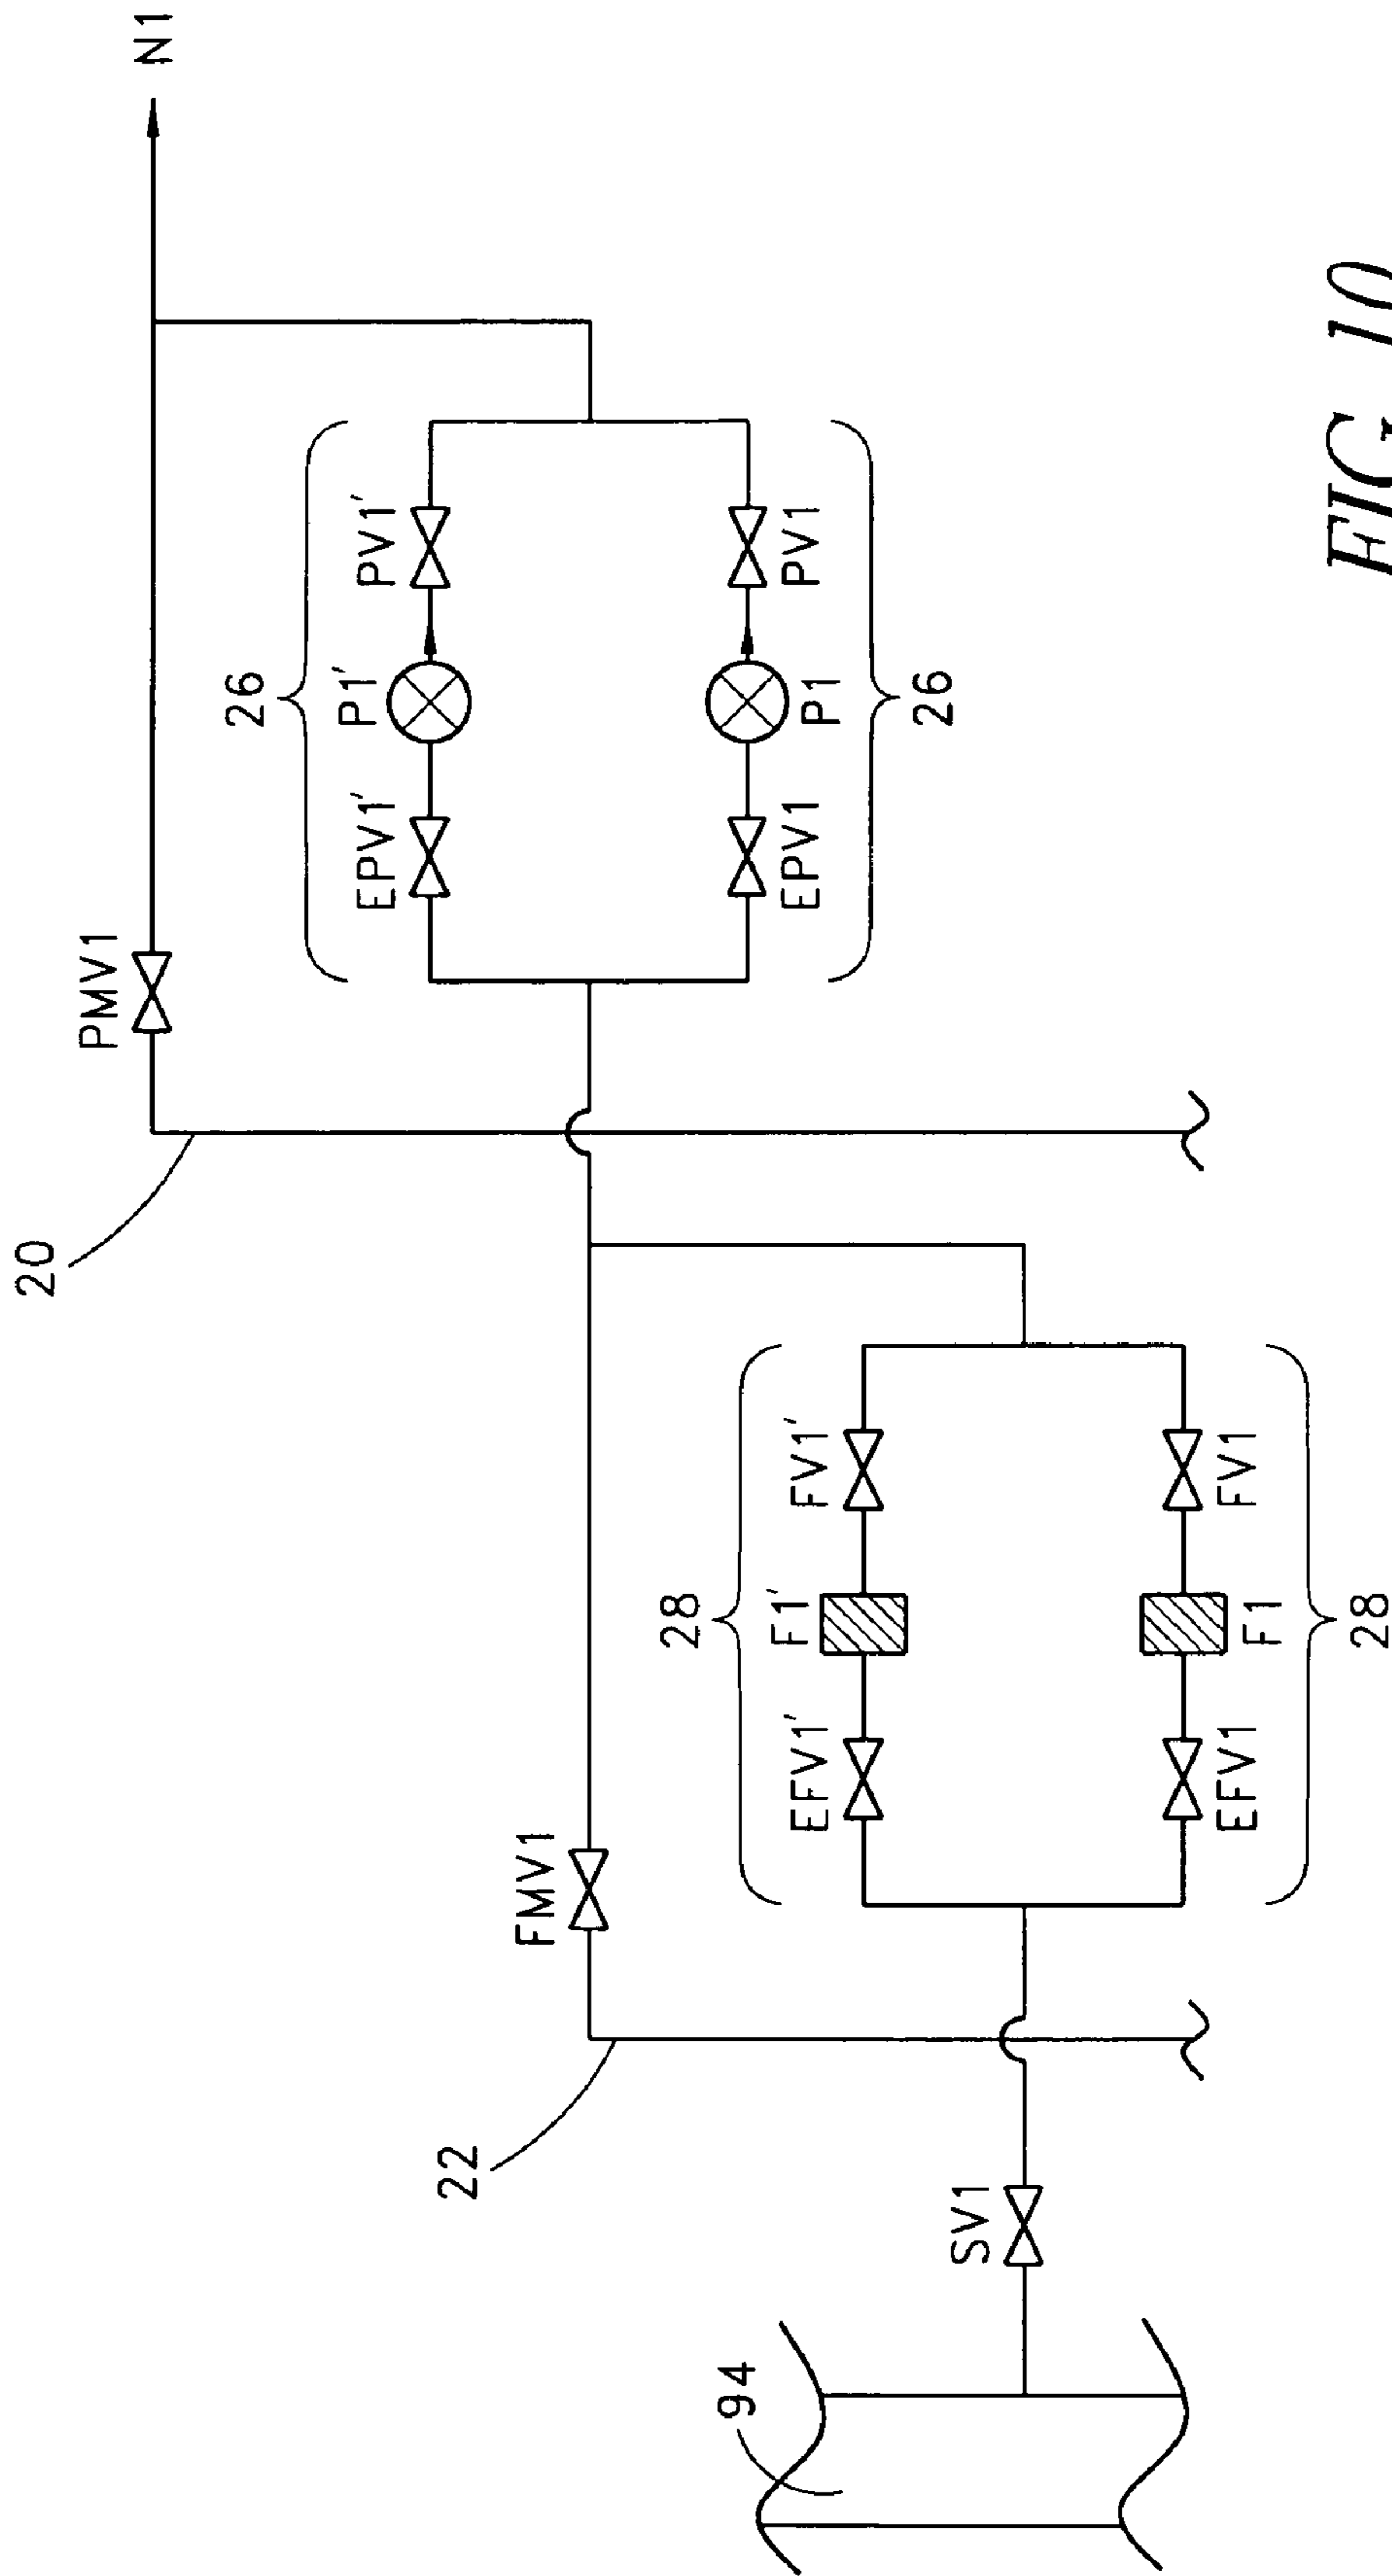 N1
PMV1
20
26
EPV1′ P1′ PV1′
EPV1 P1 PV1
26
FMV1
22
28
EFV1′ F1′ FV1′
EFV1 F1 FV1
28
SV1
94
FIG. 10